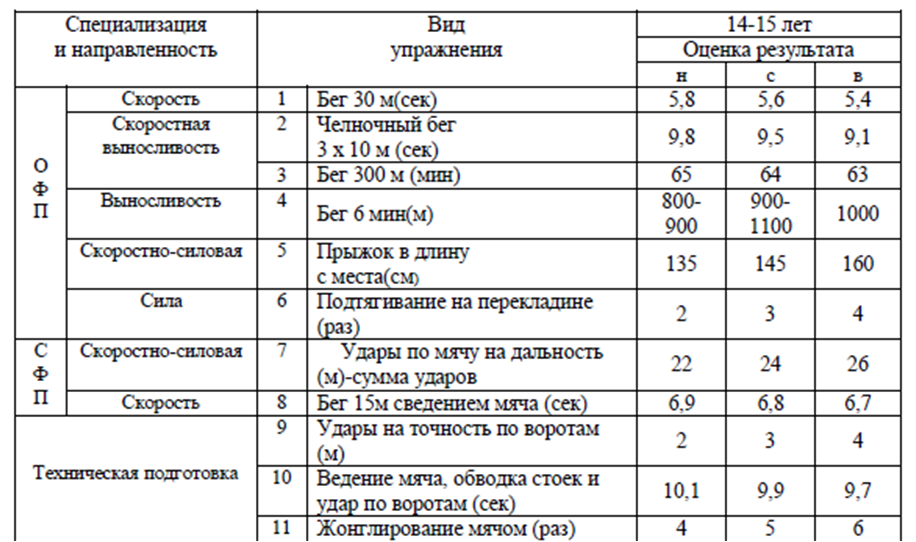 Специализация
и направленность
Вид
упражнения
14-15 лет
Оценка результата
н с в
О
Ф
П
Скорость 1 Бег 30 м(сек) 5,8 5,6 5,4
Скоростная
выносливость
2 Челночный бег
3 х 10 м (сек)
9,8 9,5 9,1
3 Бег 300 м (мин) 65 64 63
Выносливость 4 Бег 6 мин(м)
800-
900
900-
1100
1000
Скоростно-силовая 5 Прыжок в длину
с места(см)
135 145 160
Сила 6 Подтягивание на перекладине
(раз)
2 3 4
С
Ф
П
Скоростно-силовая 7 Удары по мячу на дальность
(м)-сумма ударов
22 24 26
Скорость 8 Бег 15м сведением мяча (сек) 6,9 6,8 6,7
Техническая подготовка
9 Удары на точность по воротам
(м)
2 3 4
10 Ведение мяча, обводка стоек и
удар по воротам (сек)
10,1 9,9 9,7
11 Жонглирование мячом (раз) 4 5 6